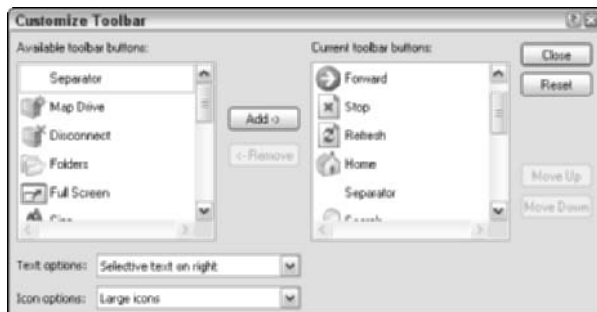 Customize Toolbar
Available toolbar buttons:
Separator
Map Drive
Disconnect
Folders
Full Screen
Size
Add ->
<- Remove
Current toolbar buttons:
Forward
Stop
Refresh
Home
Separator
Search
Close
Reset
Move Up
Move Down
Text options: Selective text on right
Icon options: Large icons